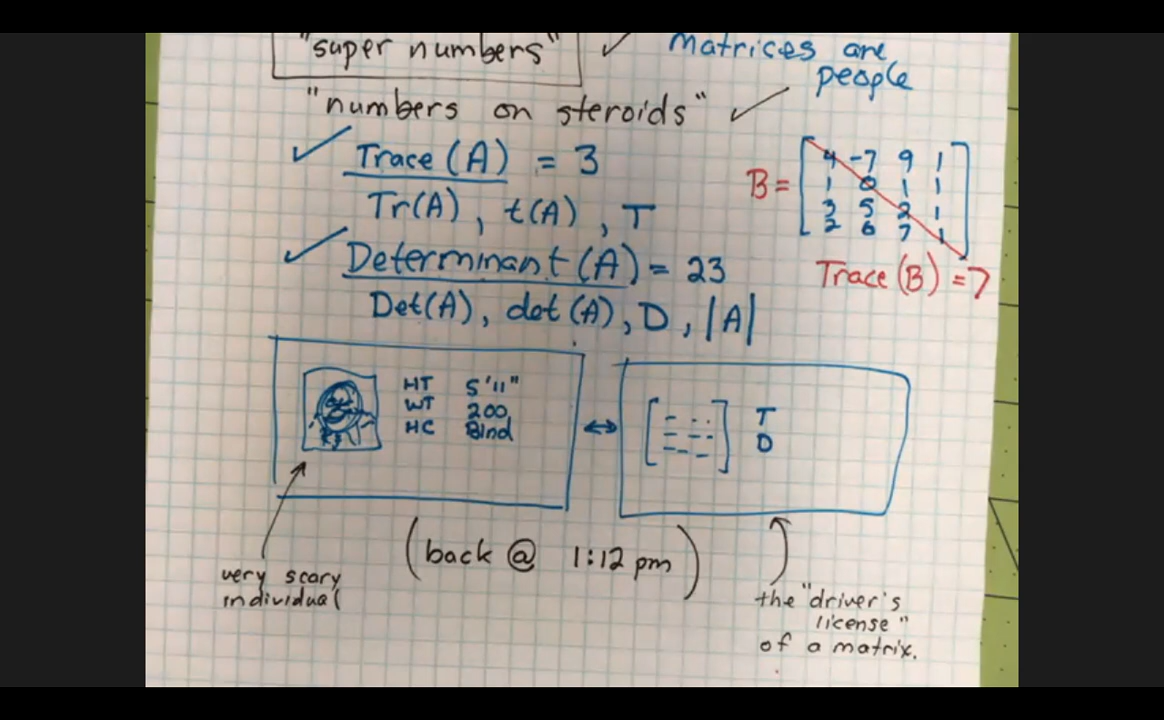 "super numbers" ✓ matrices are
people
"numbers on steroids" ✓
✓ Trace (A) = 3
Tr(A), t(A), T
B = [ 4 -7 9 1
1 0 1 1
3 5 2 1
2 6 7 1 ]
Trace (B) = 7
✓ Determinant (A) = 23
Det(A), det (A), D, |A|
HT 5'11"
WT 200
HC Blnd
T
D
(back @ 1:12 pm)
very scary
individual
the "driver's
license"
of a matrix.